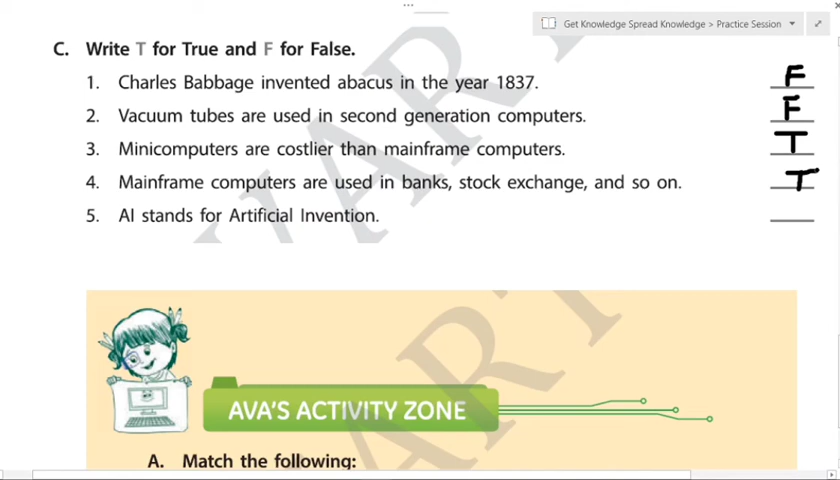 Get Knowledge Spread Knowledge > Practice Session
C. Write T for True and F for False.
1. Charles Babbage invented abacus in the year 1837. F
2. Vacuum tubes are used in second generation computers. F
3. Minicomputers are costlier than mainframe computers. T
4. Mainframe computers are used in banks, stock exchange, and so on. T
5. AI stands for Artificial Invention.
AVA'S ACTIVITY ZONE
A. Match the following: